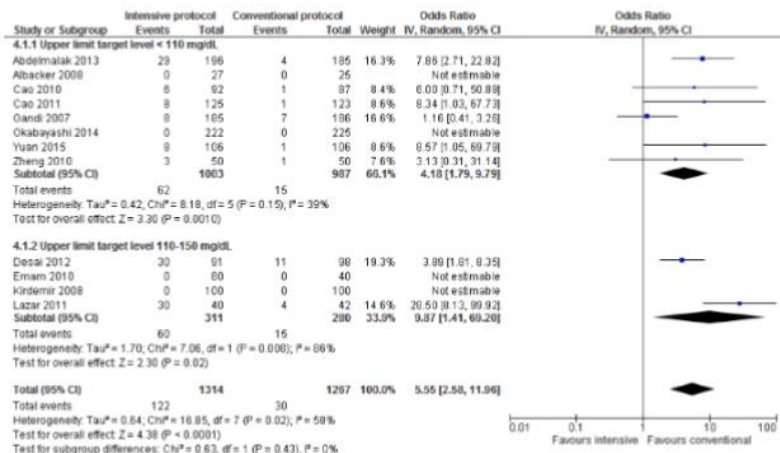 Intensive protocol Conventional protocol Odds Ratio Odds Ratio
Study or Subgroup Events Total Events Total Weight IV, Random, 95% CI IV, Random, 95% CI
4.1.1 Upper limit target level < 110 mg/dL
Abdelmalak 2013 29 196 4 185 16.3% 7.86 [2.71, 22.82]
Albacker 2008 0 27 0 25 Not estimable
Cao 2010 6 92 1 87 8.4% 6.00 [0.71, 50.89]
Cao 2011 8 125 1 123 8.6% 8.34 [1.03, 67.73]
Gandi 2007 8 185 7 186 16.6% 1.16 [0.41, 3.26]
Okabayashi 2014 0 222 0 225 Not estimable
Yuan 2015 8 106 1 106 8.6% 8.57 [1.05, 69.79]
Zheng 2010 3 50 1 50 7.6% 3.13 [0.31, 31.14]
Subtotal (95% CI) 1003 987 66.1% 4.18 [1.79, 9.79]
Total events 62 15
Heterogeneity: Tau² = 0.42; Chi² = 8.18, df = 5 (P = 0.15); I² = 39%
Test for overall effect: Z = 3.30 (P = 0.0010)
4.1.2 Upper limit target level 110-150 mg/dL
Desai 2012 30 91 11 98 19.3% 3.89 [1.81, 8.35]
Emam 2010 0 80 0 40 Not estimable
Kirdemir 2008 0 100 0 100 Not estimable
Lazar 2011 30 40 4 42 14.6% 28.50 [8.13, 99.92]
Subtotal (95% CI) 311 280 33.9% 9.87 [1.41, 69.20]
Total events 60 15
Heterogeneity: Tau² = 1.70; Chi² = 7.06, df = 1 (P = 0.008); I² = 86%
Test for overall effect: Z = 2.30 (P = 0.02)
Total (95% CI) 1314 1267 100.0% 5.55 [2.58, 11.96]
Total events 122 30
Heterogeneity: Tau² = 0.64; Chi² = 16.85, df = 7 (P = 0.02); I² = 58%
Test for overall effect: Z = 4.38 (P < 0.0001)
Test for subgroup differences: Chi² = 0.63, df = 1 (P = 0.43), I² = 0%
0.01 0.1 1 10 100
Favours intensive Favours conventional